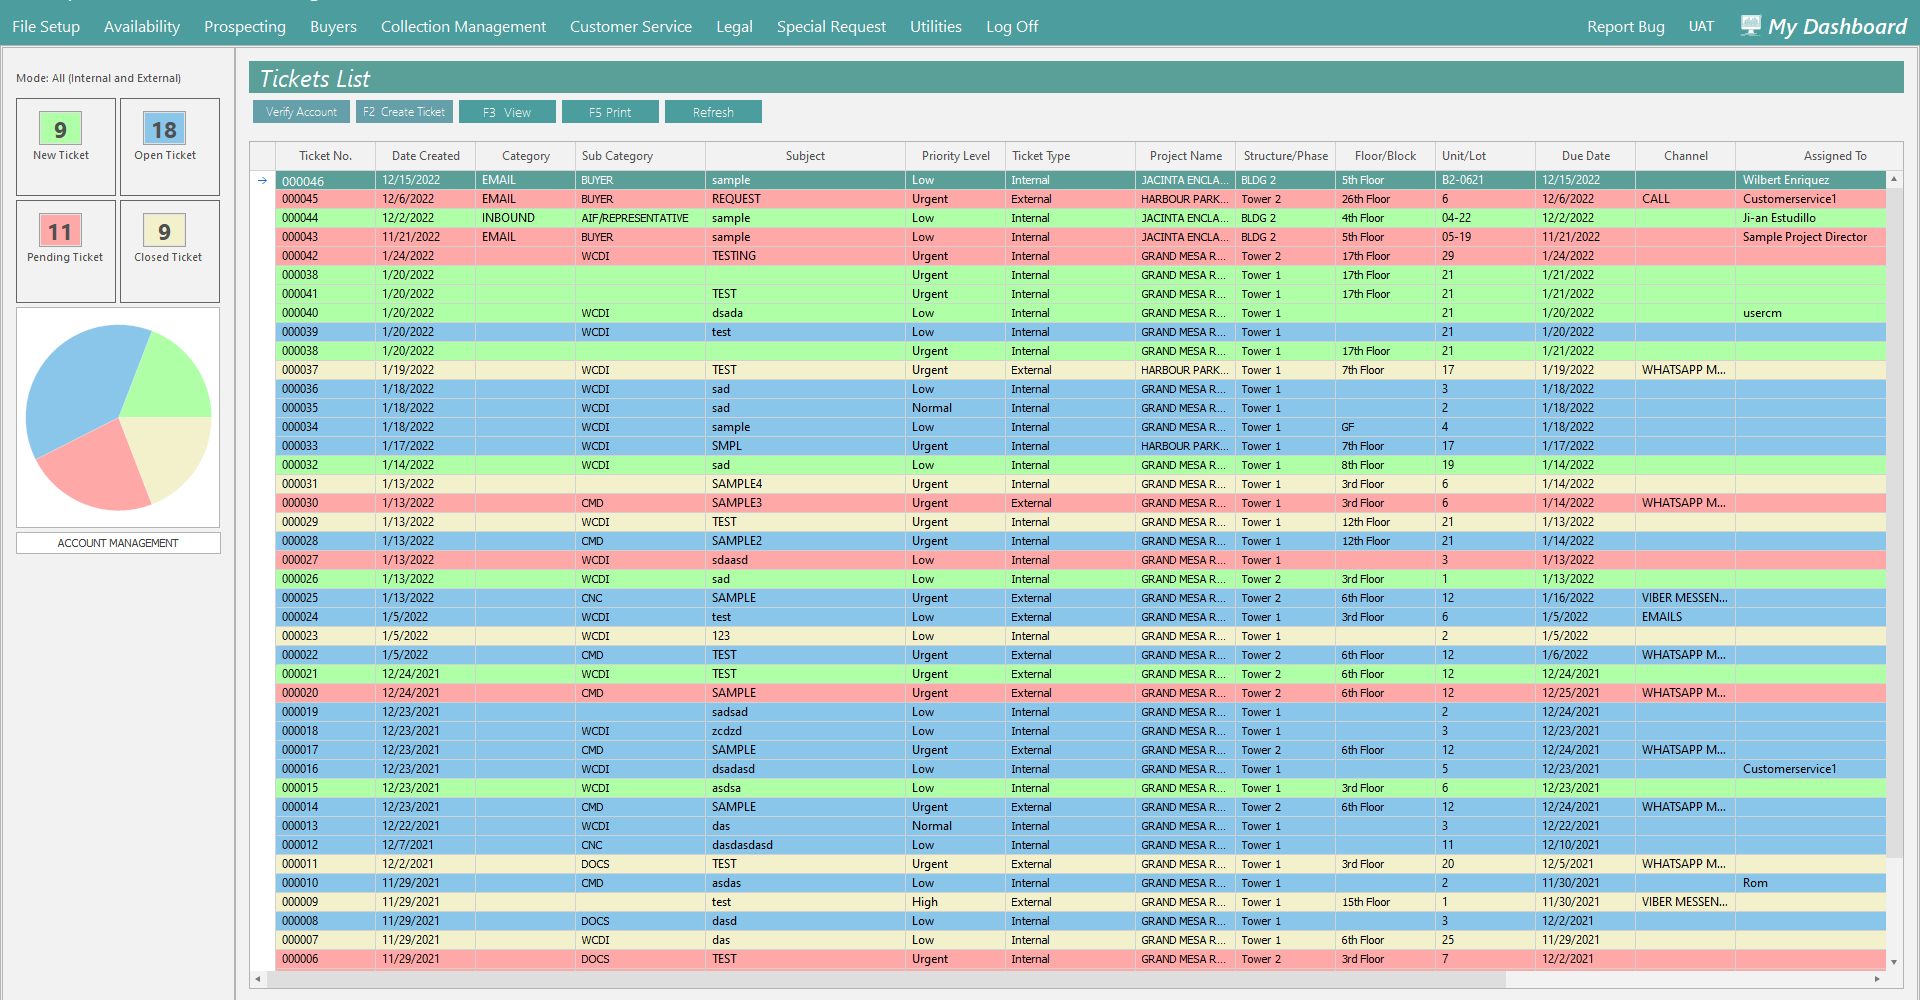 File Setup Availability Prospecting Buyers Collection Management Customer Service Legal Special Request Utilities Log Off Report Bug UAT My Dashboard
Mode: All (Internal and External)
9 New Ticket
18 Open Ticket
11 Pending Ticket
9 Closed Ticket
ACCOUNT MANAGEMENT
Tickets List
Verify Account F2 Create Ticket F3 View F5 Print Refresh
Ticket No. Date Created Category Sub Category Subject Priority Level Ticket Type Project Name Structure/Phase Floor/Block Unit/Lot Due Date Channel Assigned To
000046 12/15/2022 EMAIL BUYER sample Low Internal JACINTA ENCLA... BLDG 2 5th Floor B2-0621 12/15/2022 Wilbert Enriquez
000045 12/6/2022 EMAIL BUYER REQUEST Urgent External HARBOUR PARK... Tower 2 26th Floor 6 12/6/2022 CALL Customerservice1
000044 12/2/2022 INBOUND AIF/REPRESENTATIVE sample Low Internal JACINTA ENCLA... BLDG 2 4th Floor 04-22 12/2/2022 Ji-an Estudillo
000043 11/21/2022 EMAIL BUYER sample Low Internal JACINTA ENCLA... BLDG 2 5th Floor 05-19 11/21/2022 Sample Project Director
000042 1/24/2022 WCDI TESTING Urgent Internal GRAND MESA R... Tower 2 17th Floor 29 1/24/2022
000038 1/20/2022 Urgent Internal GRAND MESA R... Tower 1 17th Floor 21 1/21/2022
000041 1/20/2022 TEST Urgent Internal GRAND MESA R... Tower 1 17th Floor 21 1/21/2022
000040 1/20/2022 WCDI dsada Low Internal GRAND MESA R... Tower 1 21 1/20/2022 usercm
000039 1/20/2022 WCDI test Low Internal GRAND MESA R... Tower 1 21 1/20/2022
000038 1/20/2022 Urgent Internal GRAND MESA R... Tower 1 17th Floor 21 1/21/2022
000037 1/19/2022 WCDI TEST Urgent External HARBOUR PARK... Tower 1 7th Floor 17 1/19/2022 WHATSAPP M...
000036 1/18/2022 WCDI sad Low Internal GRAND MESA R... Tower 1 3 1/18/2022
000035 1/18/2022 WCDI sad Normal Internal GRAND MESA R... Tower 1 2 1/18/2022
000034 1/18/2022 WCDI sample Low Internal GRAND MESA R... Tower 1 GF 4 1/18/2022
000033 1/17/2022 WCDI SMPL Urgent Internal HARBOUR PARK... Tower 1 7th Floor 17 1/17/2022
000032 1/14/2022 WCDI sad Low Internal GRAND MESA R... Tower 1 8th Floor 19 1/14/2022
000031 1/13/2022 SAMPLE4 Urgent Internal GRAND MESA R... Tower 1 3rd Floor 6 1/14/2022
000030 1/13/2022 CMD SAMPLE3 Urgent External GRAND MESA R... Tower 1 3rd Floor 6 1/14/2022 WHATSAPP M...
000029 1/13/2022 WCDI TEST Urgent Internal GRAND MESA R... Tower 1 12th Floor 21 1/13/2022
000028 1/13/2022 CMD SAMPLE2 Urgent Internal GRAND MESA R... Tower 1 12th Floor 21 1/14/2022
000027 1/13/2022 WCDI sdaasd Low Internal GRAND MESA R... Tower 1 3 1/13/2022
000026 1/13/2022 WCDI sad Low Internal GRAND MESA R... Tower 2 3rd Floor 1 1/13/2022
000025 1/13/2022 CNC SAMPLE Urgent External GRAND MESA R... Tower 2 6th Floor 12 1/16/2022 VIBER MESSEN...
000024 1/5/2022 WCDI test Low External GRAND MESA R... Tower 1 3rd Floor 6 1/5/2022 EMAILS
000023 1/5/2022 WCDI 123 Low Internal GRAND MESA R... Tower 1 2 1/5/2022
000022 1/5/2022 CMD TEST Urgent External GRAND MESA R... Tower 2 6th Floor 12 1/6/2022 WHATSAPP M...
000021 12/24/2021 WCDI TEST Urgent External GRAND MESA R... Tower 2 6th Floor 12 12/24/2021
000020 12/24/2021 CMD SAMPLE Urgent External GRAND MESA R... Tower 2 6th Floor 12 12/25/2021 WHATSAPP M...
000019 12/23/2021 sadsad Low Internal GRAND MESA R... Tower 1 2 12/24/2021
000018 12/23/2021 WCDI zcdzd Low Internal GRAND MESA R... Tower 1 3 12/23/2021
000017 12/23/2021 CMD SAMPLE Urgent External GRAND MESA R... Tower 2 6th Floor 12 12/24/2021 WHATSAPP M...
000016 12/23/2021 WCDI dsadasd Low Internal GRAND MESA R... Tower 1 5 12/23/2021 Customerservice1
000015 12/23/2021 WCDI asdsa Low Internal GRAND MESA R... Tower 1 3rd Floor 6 12/23/2021
000014 12/23/2021 CMD SAMPLE Urgent External GRAND MESA R... Tower 2 6th Floor 12 12/24/2021 WHATSAPP M...
000013 12/22/2021 WCDI das Normal Internal GRAND MESA R... Tower 1 3 12/22/2021
000012 12/7/2021 CNC dasdasdasd Low Internal GRAND MESA R... Tower 1 11 12/10/2021
000011 12/2/2021 DOCS TEST Urgent External GRAND MESA R... Tower 1 3rd Floor 20 12/5/2021 WHATSAPP M...
000010 11/29/2021 CMD asdas Low Internal GRAND MESA R... Tower 1 2 11/30/2021 Rom
000009 11/29/2021 test High External GRAND MESA R... Tower 1 15th Floor 1 11/30/2021 VIBER MESSEN...
000008 11/29/2021 DOCS dasd Low Internal GRAND MESA R... Tower 1 3 12/2/2021
000007 11/29/2021 WCDI das Low Internal GRAND MESA R... Tower 1 6th Floor 25 11/29/2021
000006 11/29/2021 DOCS TEST Urgent Internal GRAND MESA R... Tower 2 3rd Floor 7 12/2/2021